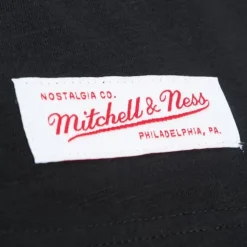 NOSTALGIA CO.
Mitchell & Ness
PHILADELPHIA, PA.